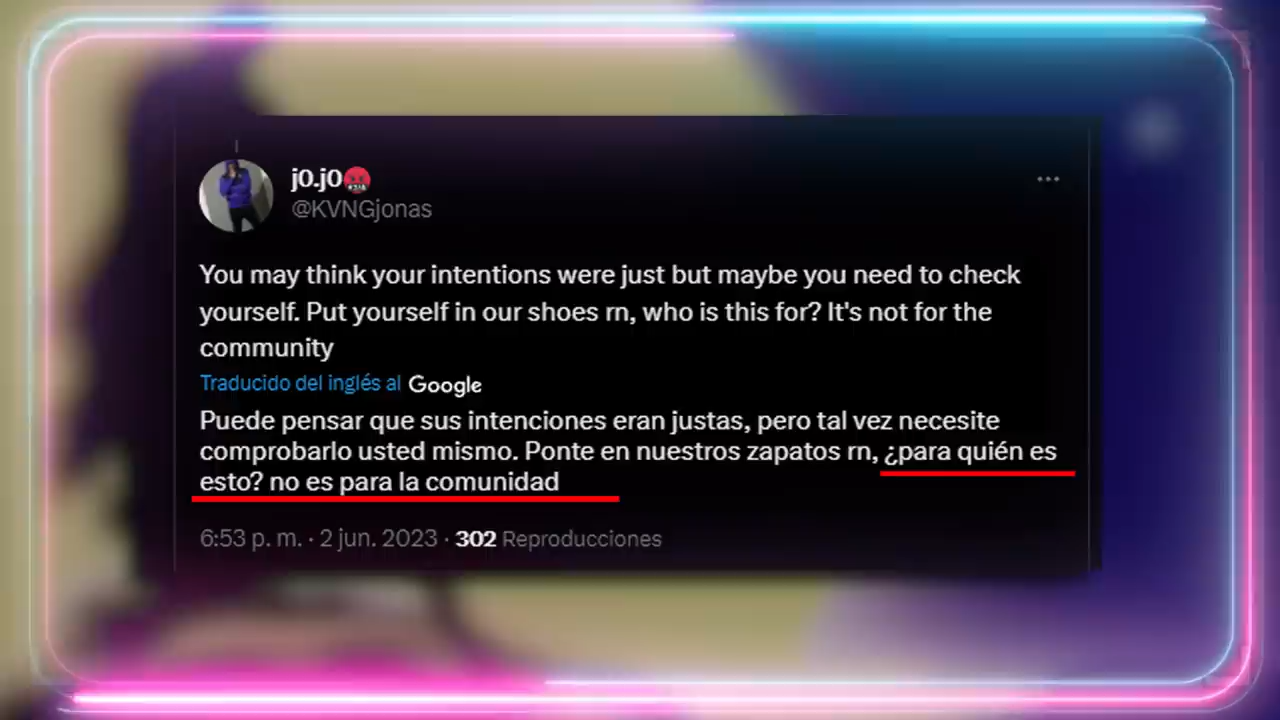 j0.j0🤬
@KVNGjonas
You may think your intentions were just but maybe you need to check
yourself. Put yourself in our shoes rn, who is this for? It's not for the
community
Traducido del inglés al Google
Puede pensar que sus intenciones eran justas, pero tal vez necesite
comprobarlo usted mismo. Ponte en nuestros zapatos rn, ¿para quién es
esto? no es para la comunidad
6:53 p. m. · 2 jun. 2023 · 302 Reproducciones